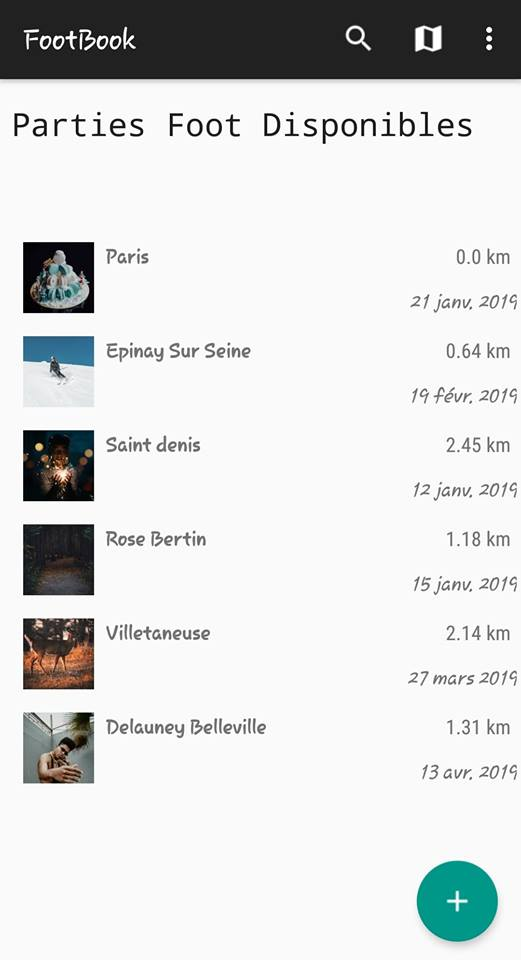 FootBook
Parties Foot Disponibles
Paris
0.0 km
21 janv. 2019
Epinay Sur Seine
0.64 km
19 févr. 2019
Saint denis
2.45 km
12 janv. 2019
Rose Bertin
1.18 km
15 janv. 2019
Villetaneuse
2.14 km
27 mars 2019
Delauney Belleville
1.31 km
13 avr. 2019